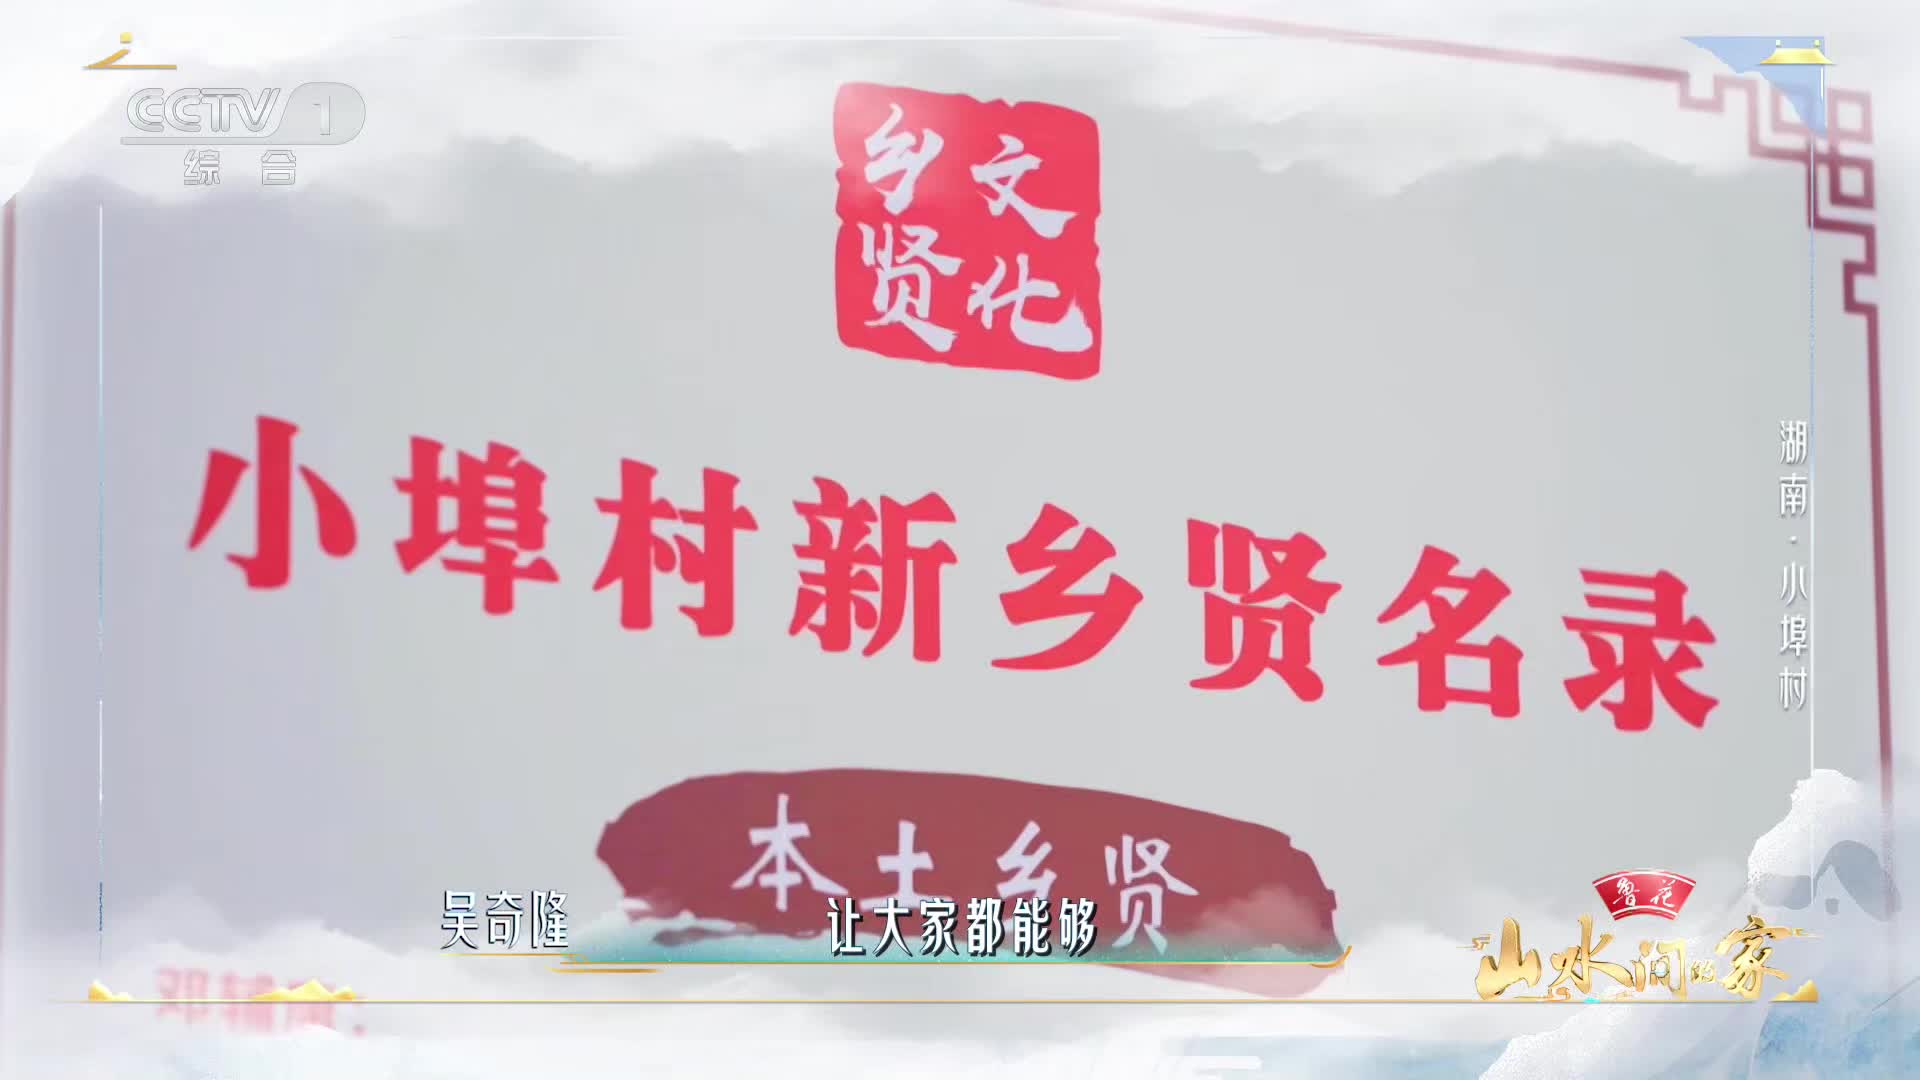 CCTV 1
综合
乡贤
文化
小埠村新乡贤名录
本土乡贤
湖南·小埠村
吴奇隆
让大家都能够
鲁花
山水间的家